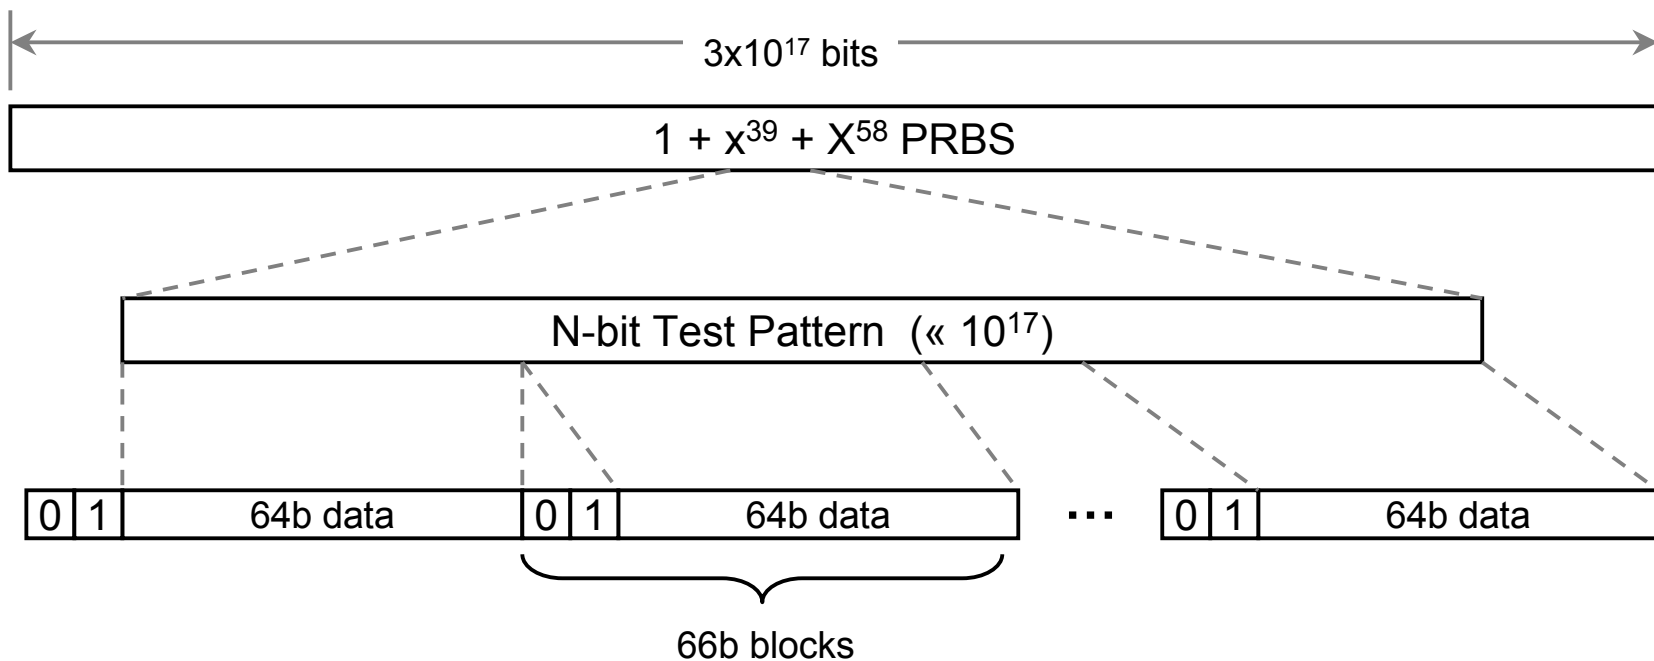 3x10¹⁷ bits
1 + x³⁹ + X⁵⁸ PRBS
N-bit Test Pattern (« 10¹⁷)
0 1 64b data 0 1 64b data ... 0 1 64b data
66b blocks